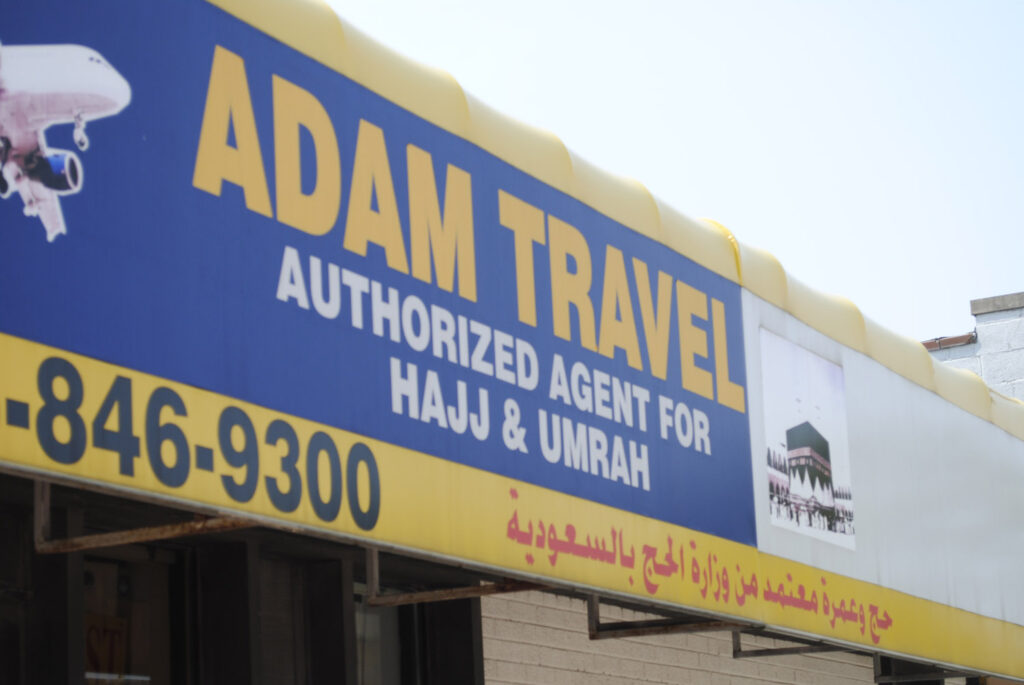 ADAM TRAVEL
AUTHORIZED AGENT FOR
HAJJ & UMRAH
-846-9300
حج وعمرة معتمد من وزارة الحج بالسعودية